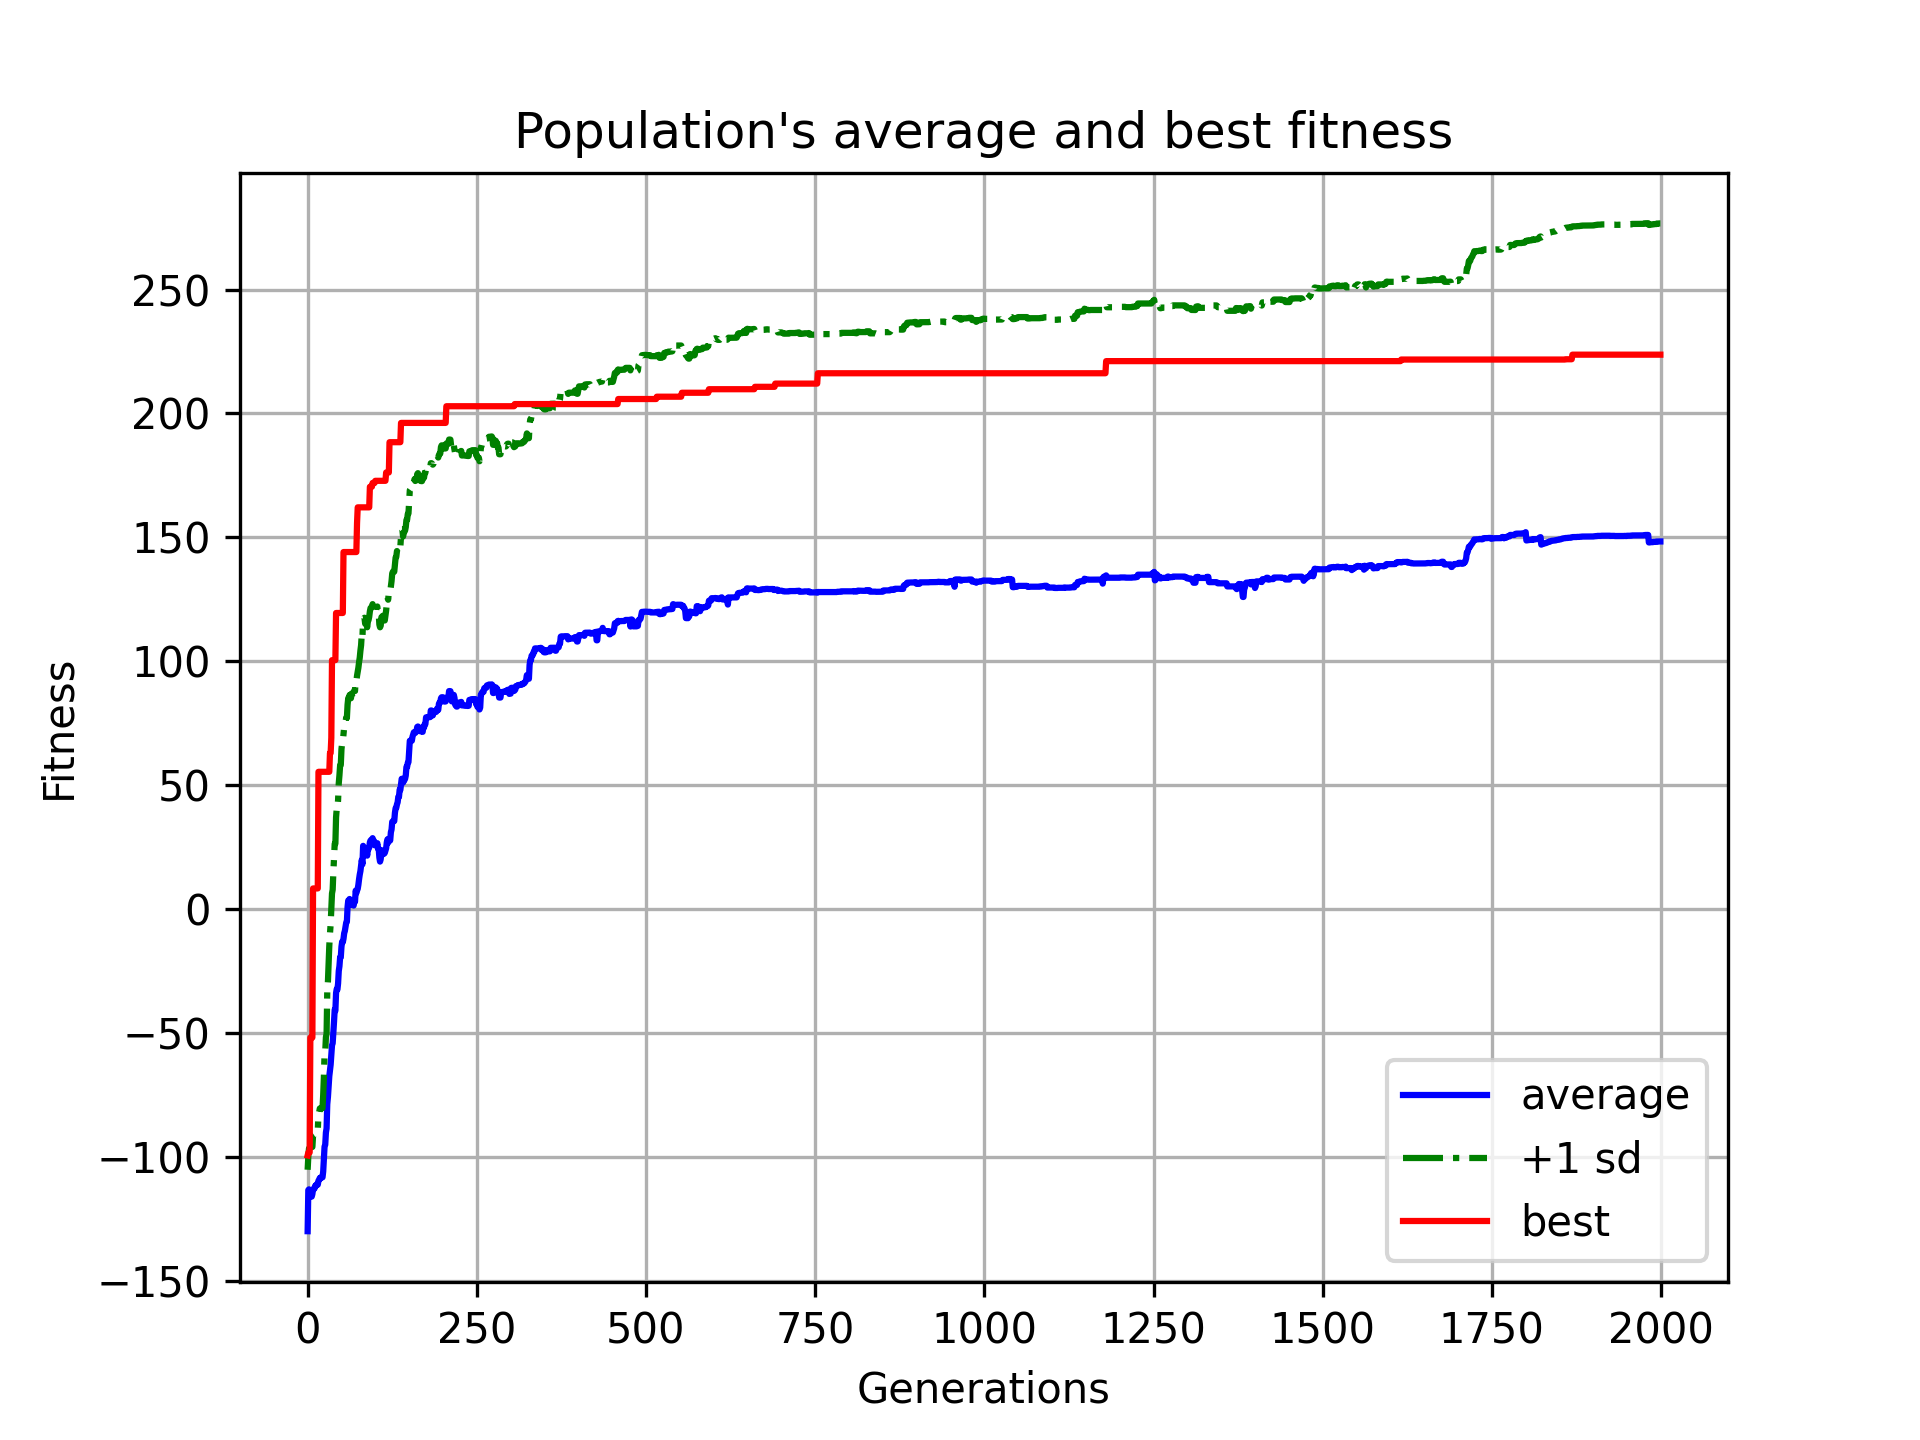 Population's average and best fitness
Fitness
250
200
150
100
50
0
−50
−100
−150
0 250 500 750 1000 1250 1500 1750 2000
Generations
average
+1 sd
best